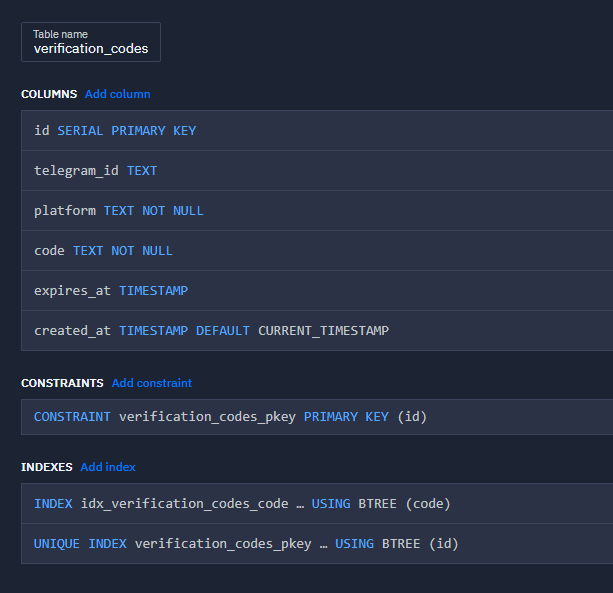 Table name
verification_codes
COLUMNS Add column
id SERIAL PRIMARY KEY
telegram_id TEXT
platform TEXT NOT NULL
code TEXT NOT NULL
expires_at TIMESTAMP
created_at TIMESTAMP DEFAULT CURRENT_TIMESTAMP
CONSTRAINTS Add constraint
CONSTRAINT verification_codes_pkey PRIMARY KEY (id)
INDEXES Add index
INDEX idx_verification_codes_code … USING BTREE (code)
UNIQUE INDEX verification_codes_pkey … USING BTREE (id)